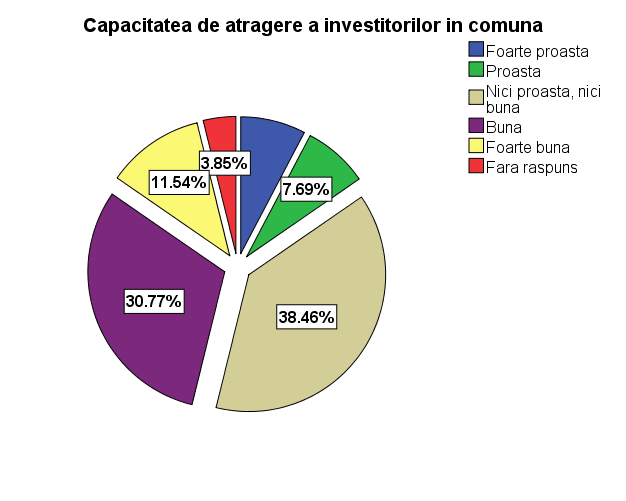 Capacitatea de atragere a investitorilor in comuna
Foarte proasta
Proasta
Nici proasta, nici
buna
Buna
Foarte buna
Fara raspuns
3.85%
11.54%
7.69%
30.77%
38.46%